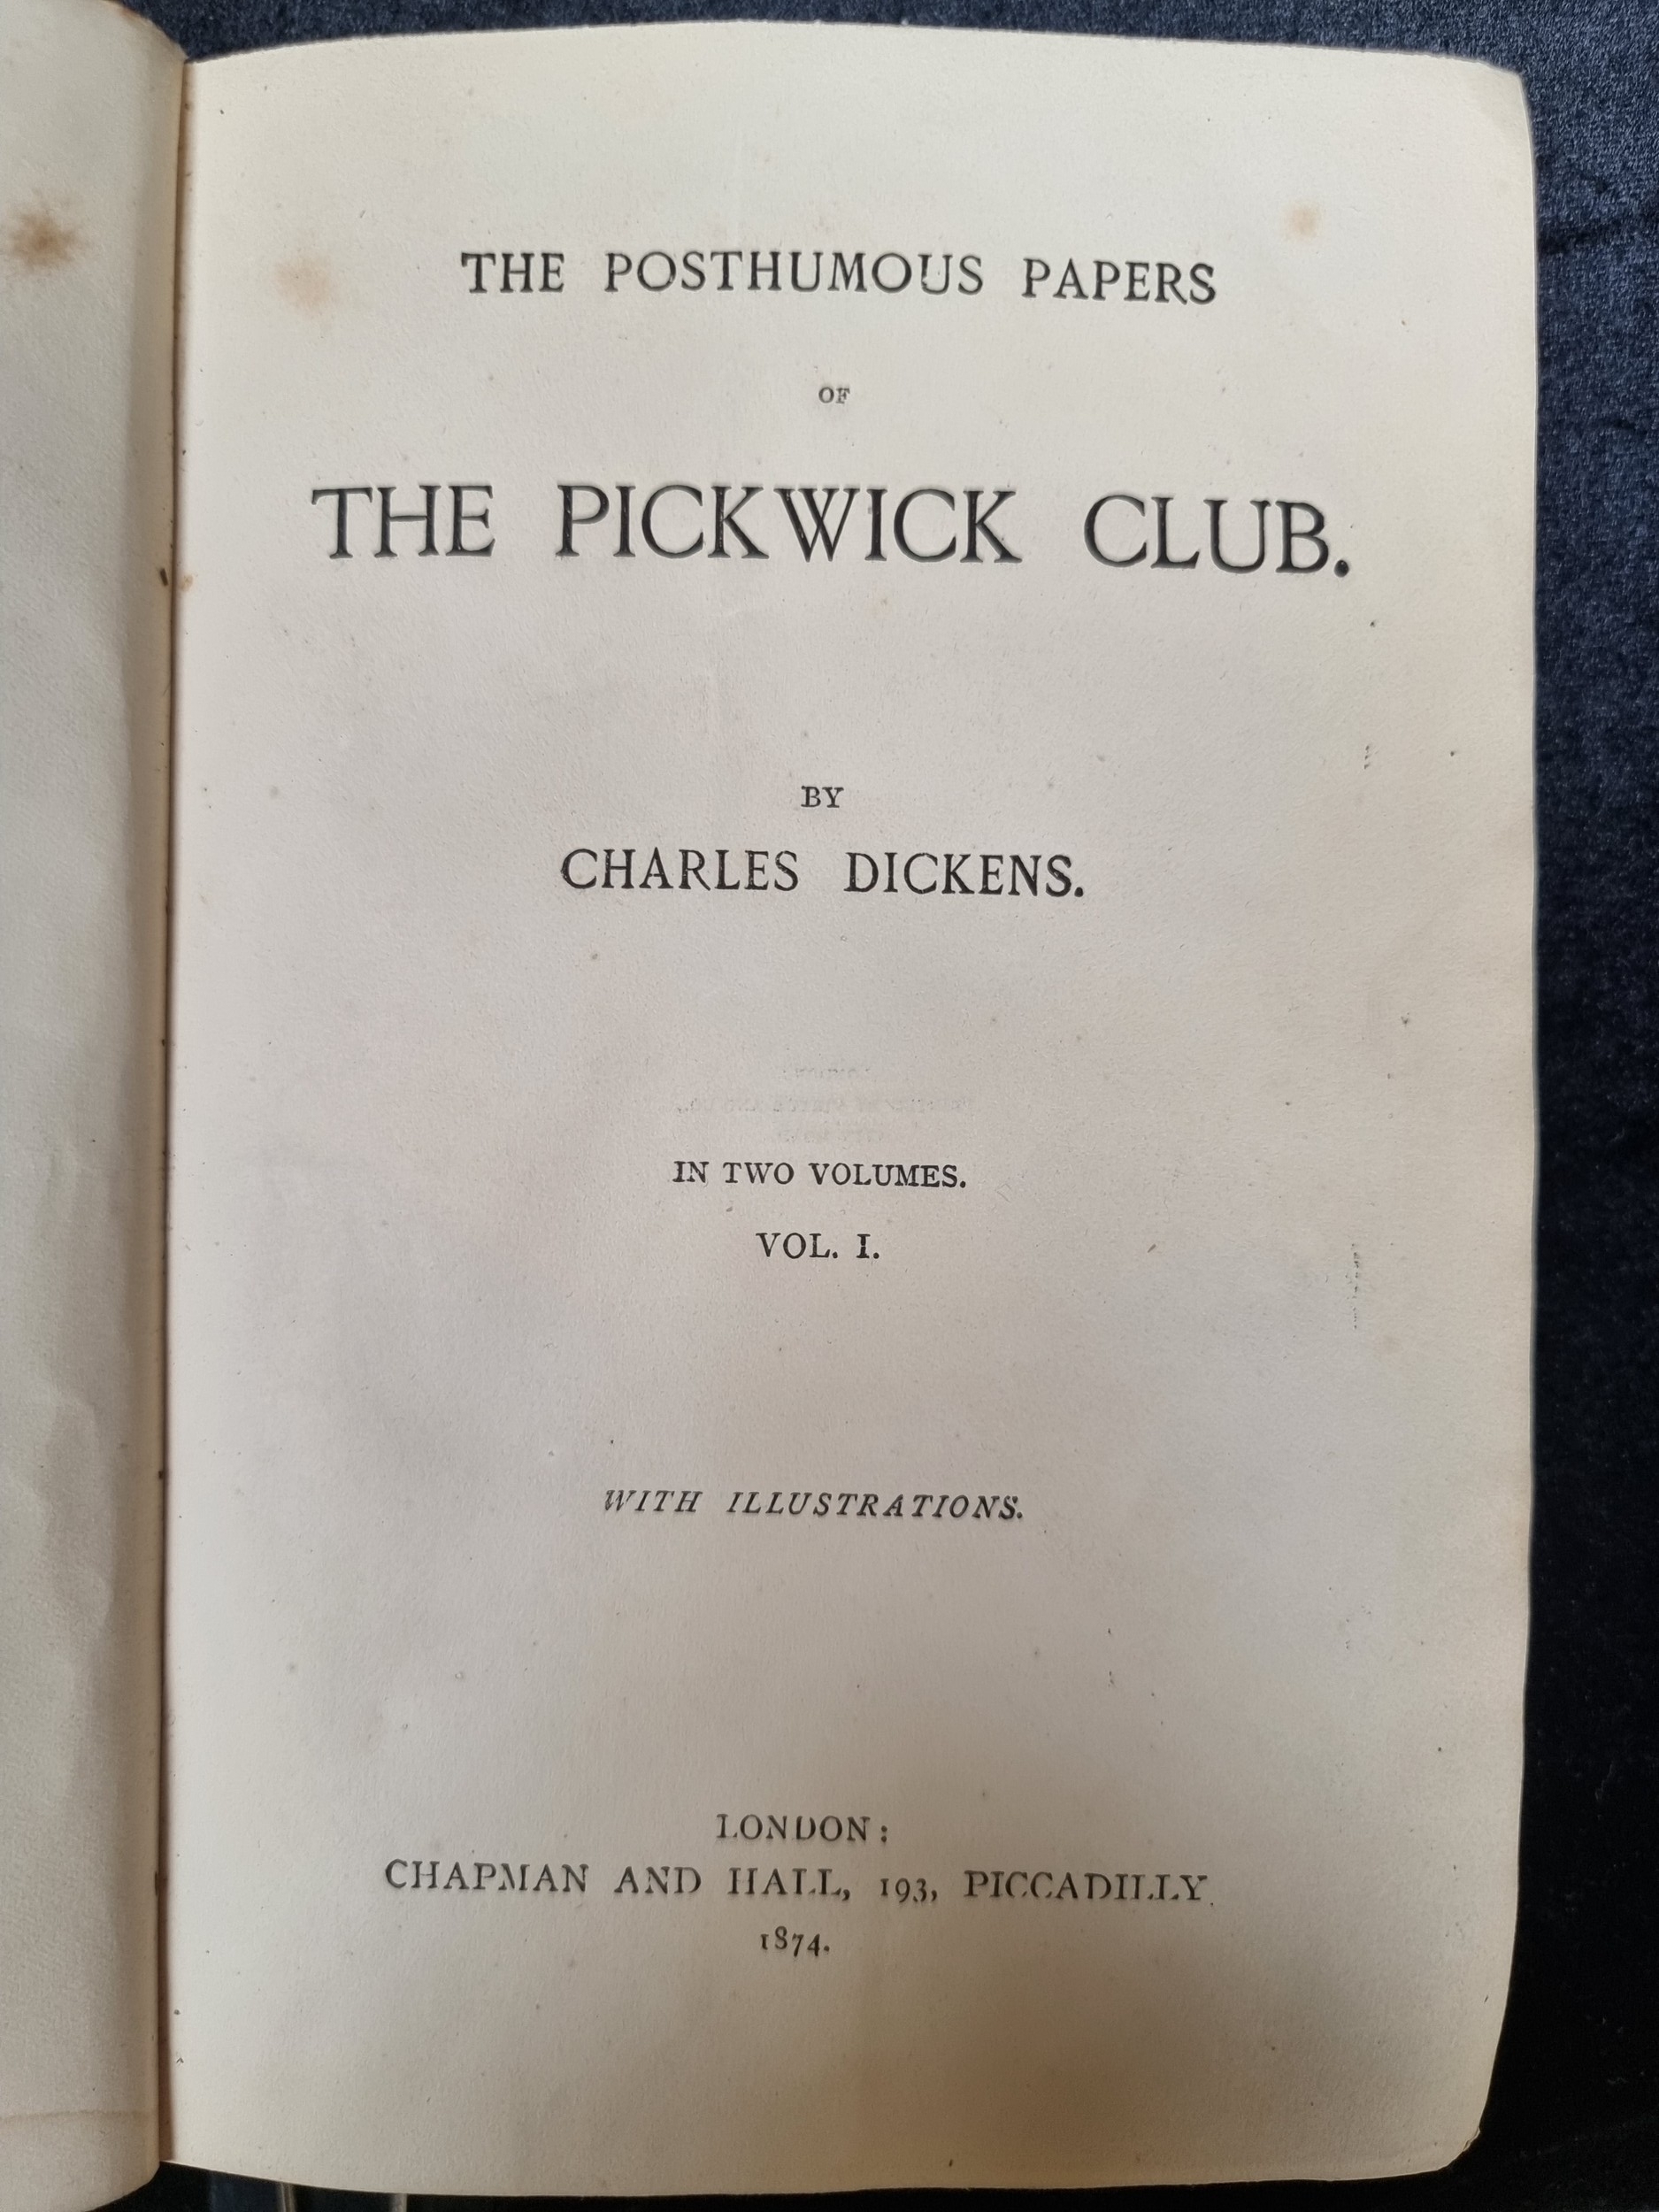 THE POSTHUMOUS PAPERS
OF
THE PICKWICK CLUB.
BY
CHARLES DICKENS.
IN TWO VOLUMES.
VOL. I.
WITH ILLUSTRATIONS.
LONDON:
CHAPMAN AND HALL, 193, PICCADILLY.
1874.